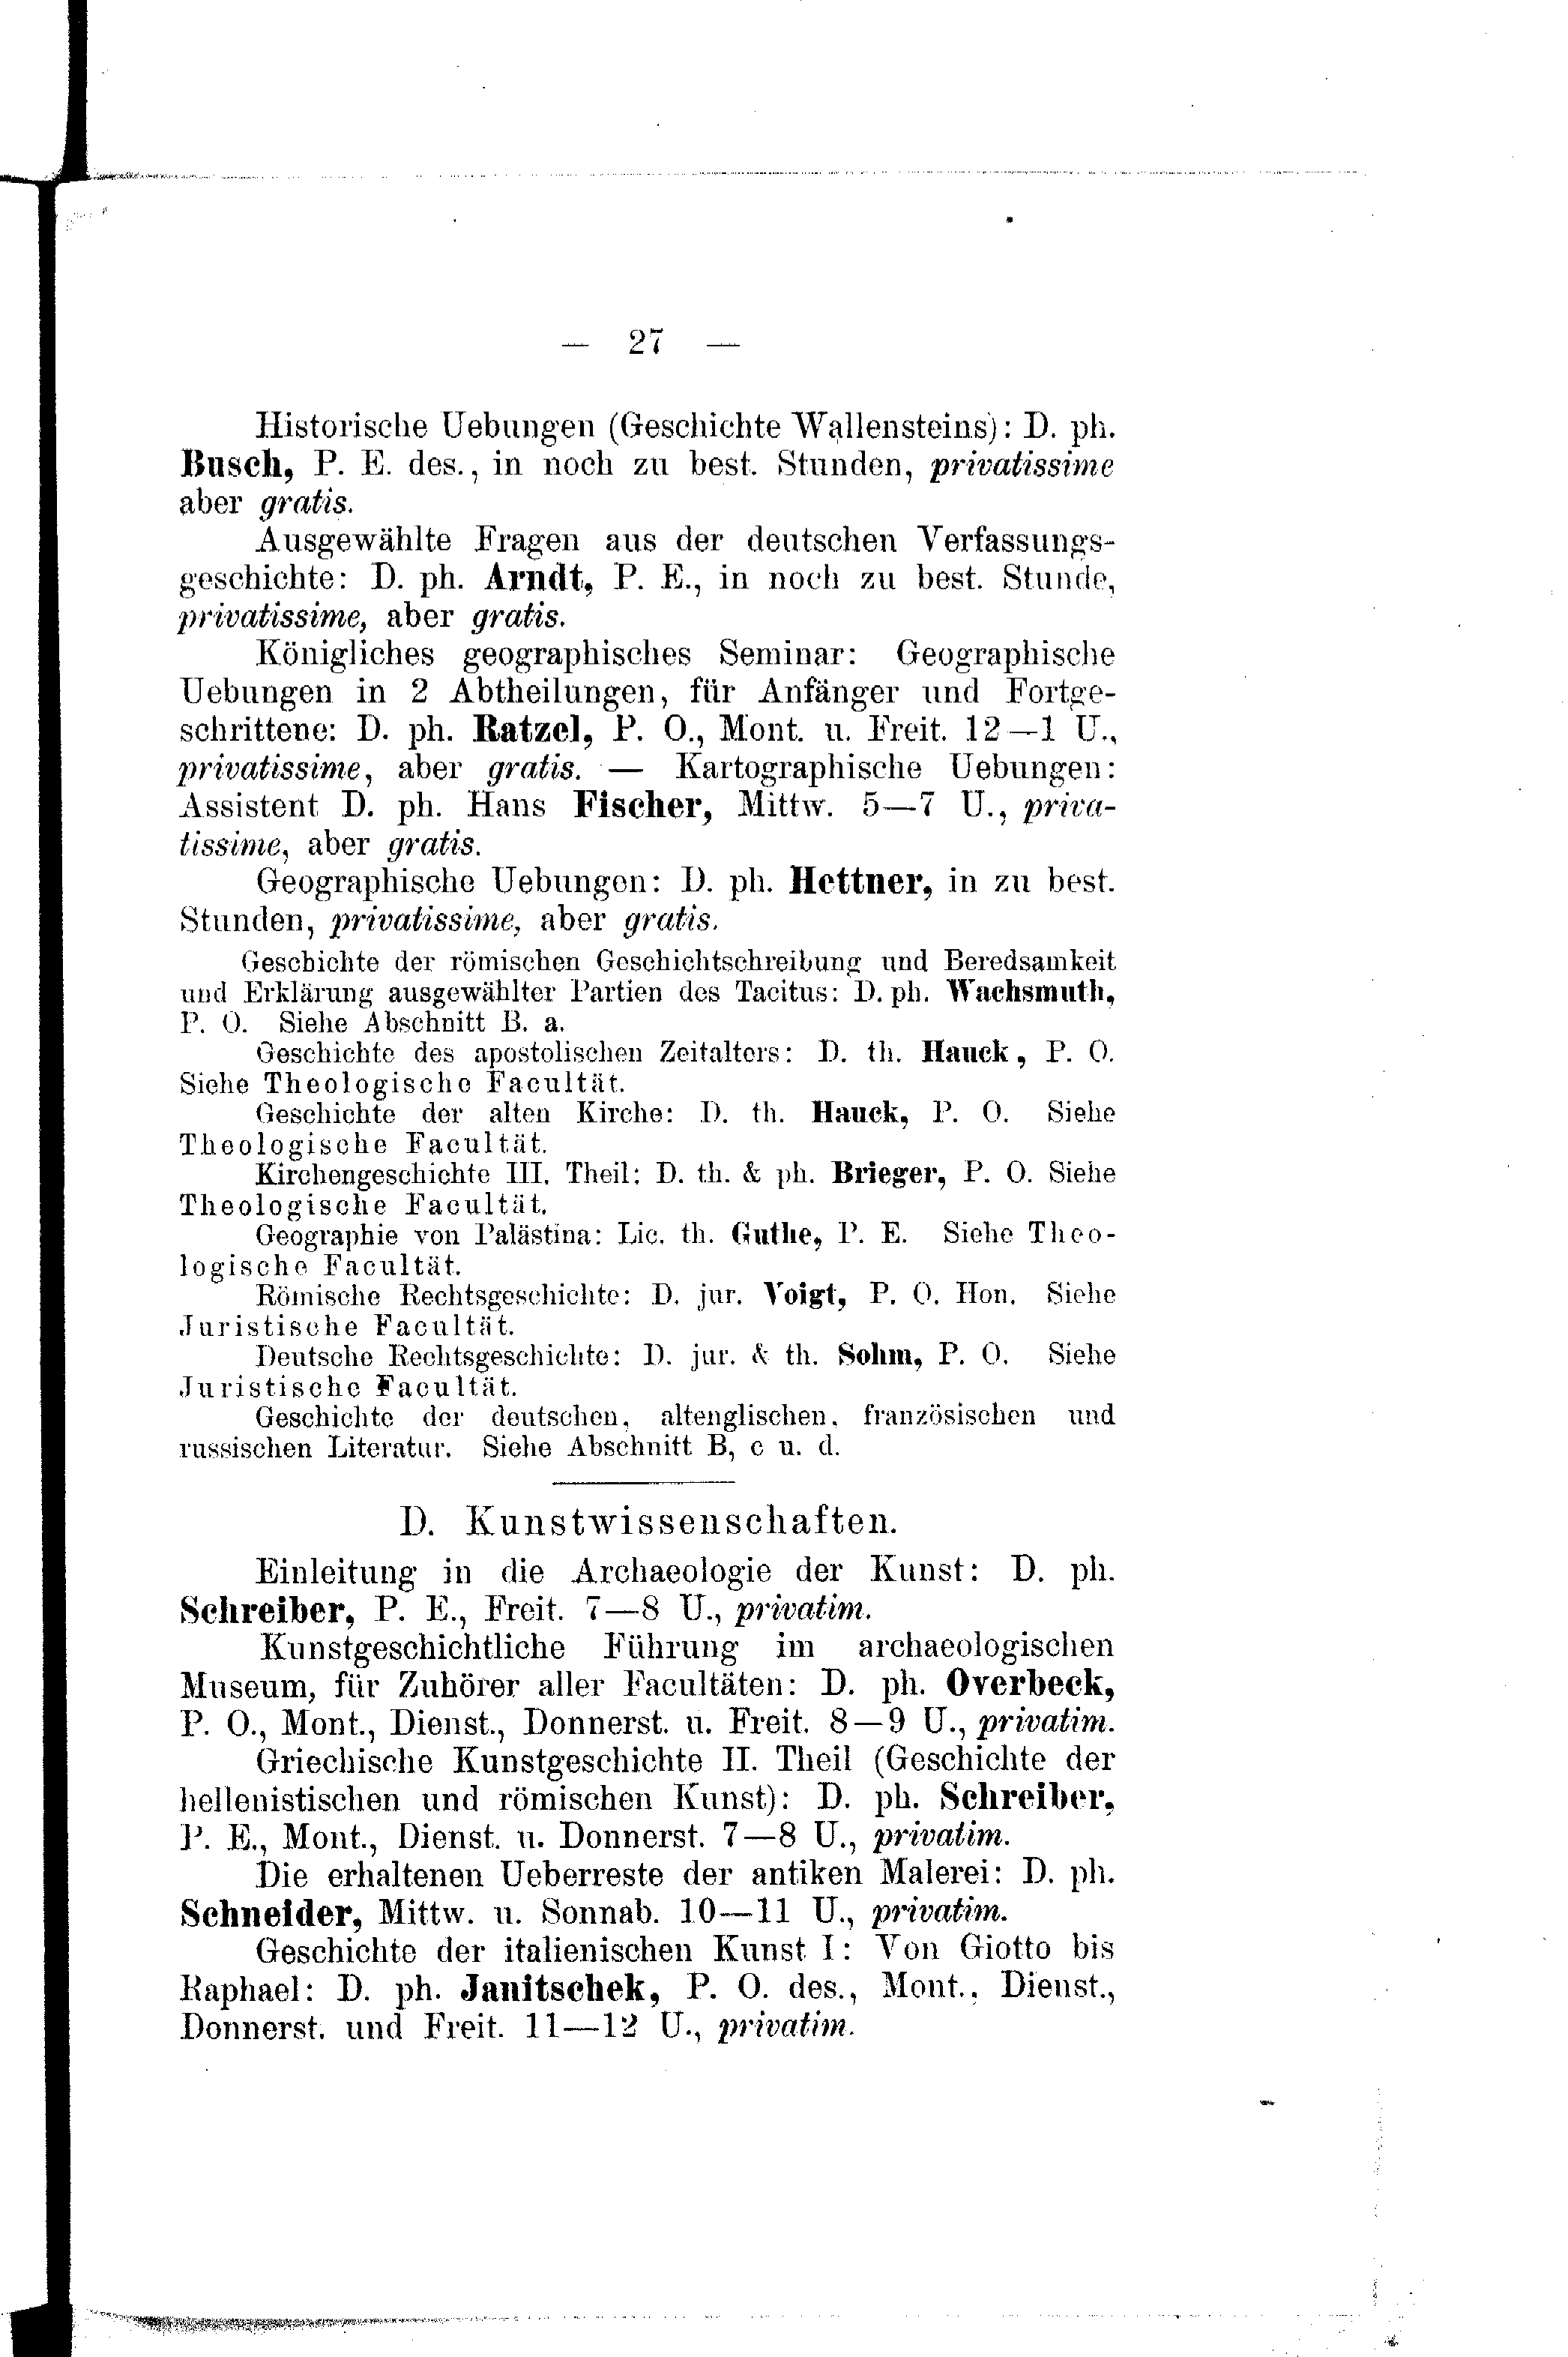 — 27 —
Historische Uebungen (Geschichte Wallensteins): D. ph.
Busch, P. E. des., in noch zu best. Stunden, privatissime
aber gratis.
Ausgewählte Fragen aus der deutschen Verfassungs-
geschichte: D. ph. Arndt, P. E., in noch zu best. Stunde,
privatissime, aber gratis.
Königliches geographisches Seminar: Geographische
Uebungen in 2 Abtheilungen, für Anfänger und Fortge-
schrittene: D. ph. Ratzel, P. O., Mont. u. Freit. 12—1 U.,
privatissime, aber gratis. — Kartographische Uebungen:
Assistent D. ph. Hans Fischer, Mittw. 5—7 U., priva-
tissime, aber gratis.
Geographische Uebungen: D. ph. Hettner, in zu best.
Stunden, privatissime, aber gratis.
Geschichte der römischen Geschichtschreibung und Beredsamkeit
und Erklärung ausgewählter Partien des Tacitus: D. ph. Wachsmuth,
P. O. Siehe Abschnitt B. a.
Geschichte des apostolischen Zeitalters: D. th. Hauck, P. O.
Siehe Theologische Facultät.
Geschichte der alten Kirche: D. th. Hauck, P. O. Siehe
Theologische Facultät.
Kirchengeschichte III. Theil: D. th. & ph. Brieger, P. O. Siehe
Theologische Facultät.
Geographie von Palästina: Lic. th. Guthe, P. E. Siehe Theo-
logische Facultät.
Römische Rechtsgeschichte: D. jur. Voigt, P. O. Hon. Siehe
Juristische Facultät.
Deutsche Rechtsgeschichte: D. jur. & th. Sohm, P. O. Siehe
Juristische Facultät.
Geschichte der deutschen, altenglischen, französischen und
russischen Literatur. Siehe Abschnitt B, c u. d.
D. Kunstwissenschaften.
Einleitung in die Archaeologie der Kunst: D. ph.
Schreiber, P. E., Freit. 7—8 U., privatim.
Kunstgeschichtliche Führung im archaeologischen
Museum, für Zuhörer aller Facultäten: D. ph. Overbeck,
P. O., Mont., Dienst., Donnerst. u. Freit. 8—9 U., privatim.
Griechische Kunstgeschichte II. Theil (Geschichte der
hellenistischen und römischen Kunst): D. ph. Schreiber,
P. E., Mont., Dienst. u. Donnerst. 7—8 U., privatim.
Die erhaltenen Ueberreste der antiken Malerei: D. ph.
Schneider, Mittw. u. Sonnab. 10—11 U., privatim.
Geschichte der italienischen Kunst I: Von Giotto bis
Raphael: D. ph. Janitschek, P. O. des., Mont., Dienst.,
Donnerst. und Freit. 11—12 U., privatim.